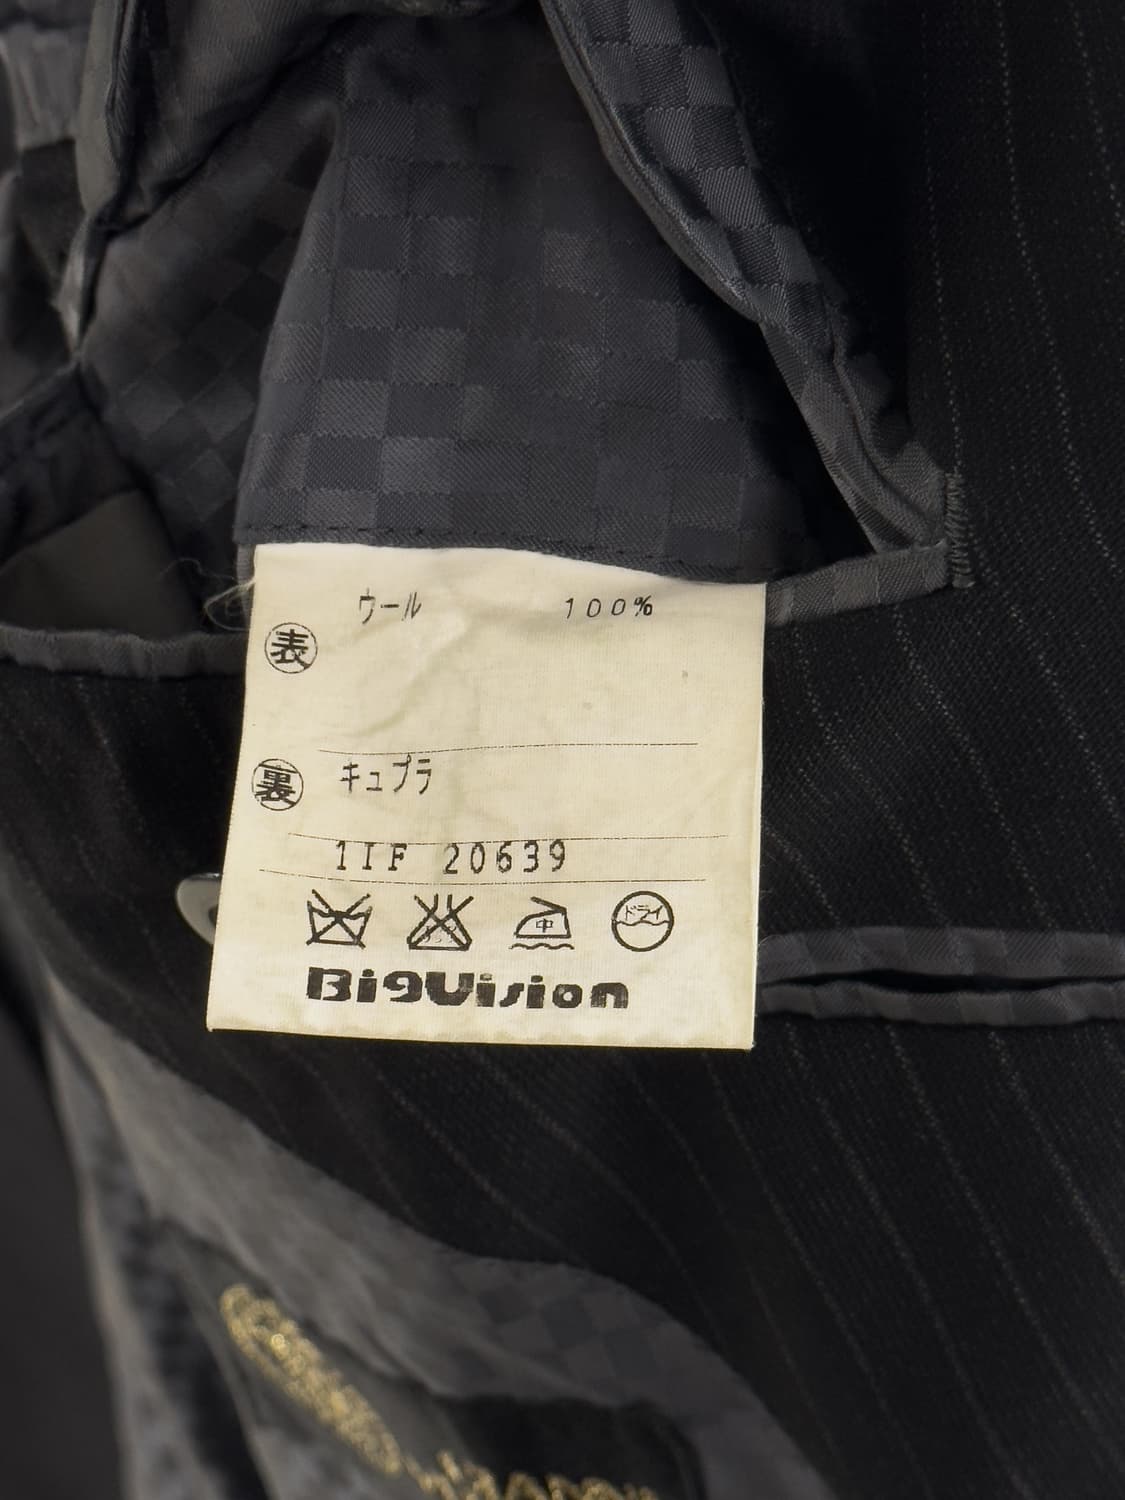 ウール 100%
表
裏 キュプラ
1IF 20639
中 ドライ
BigVision